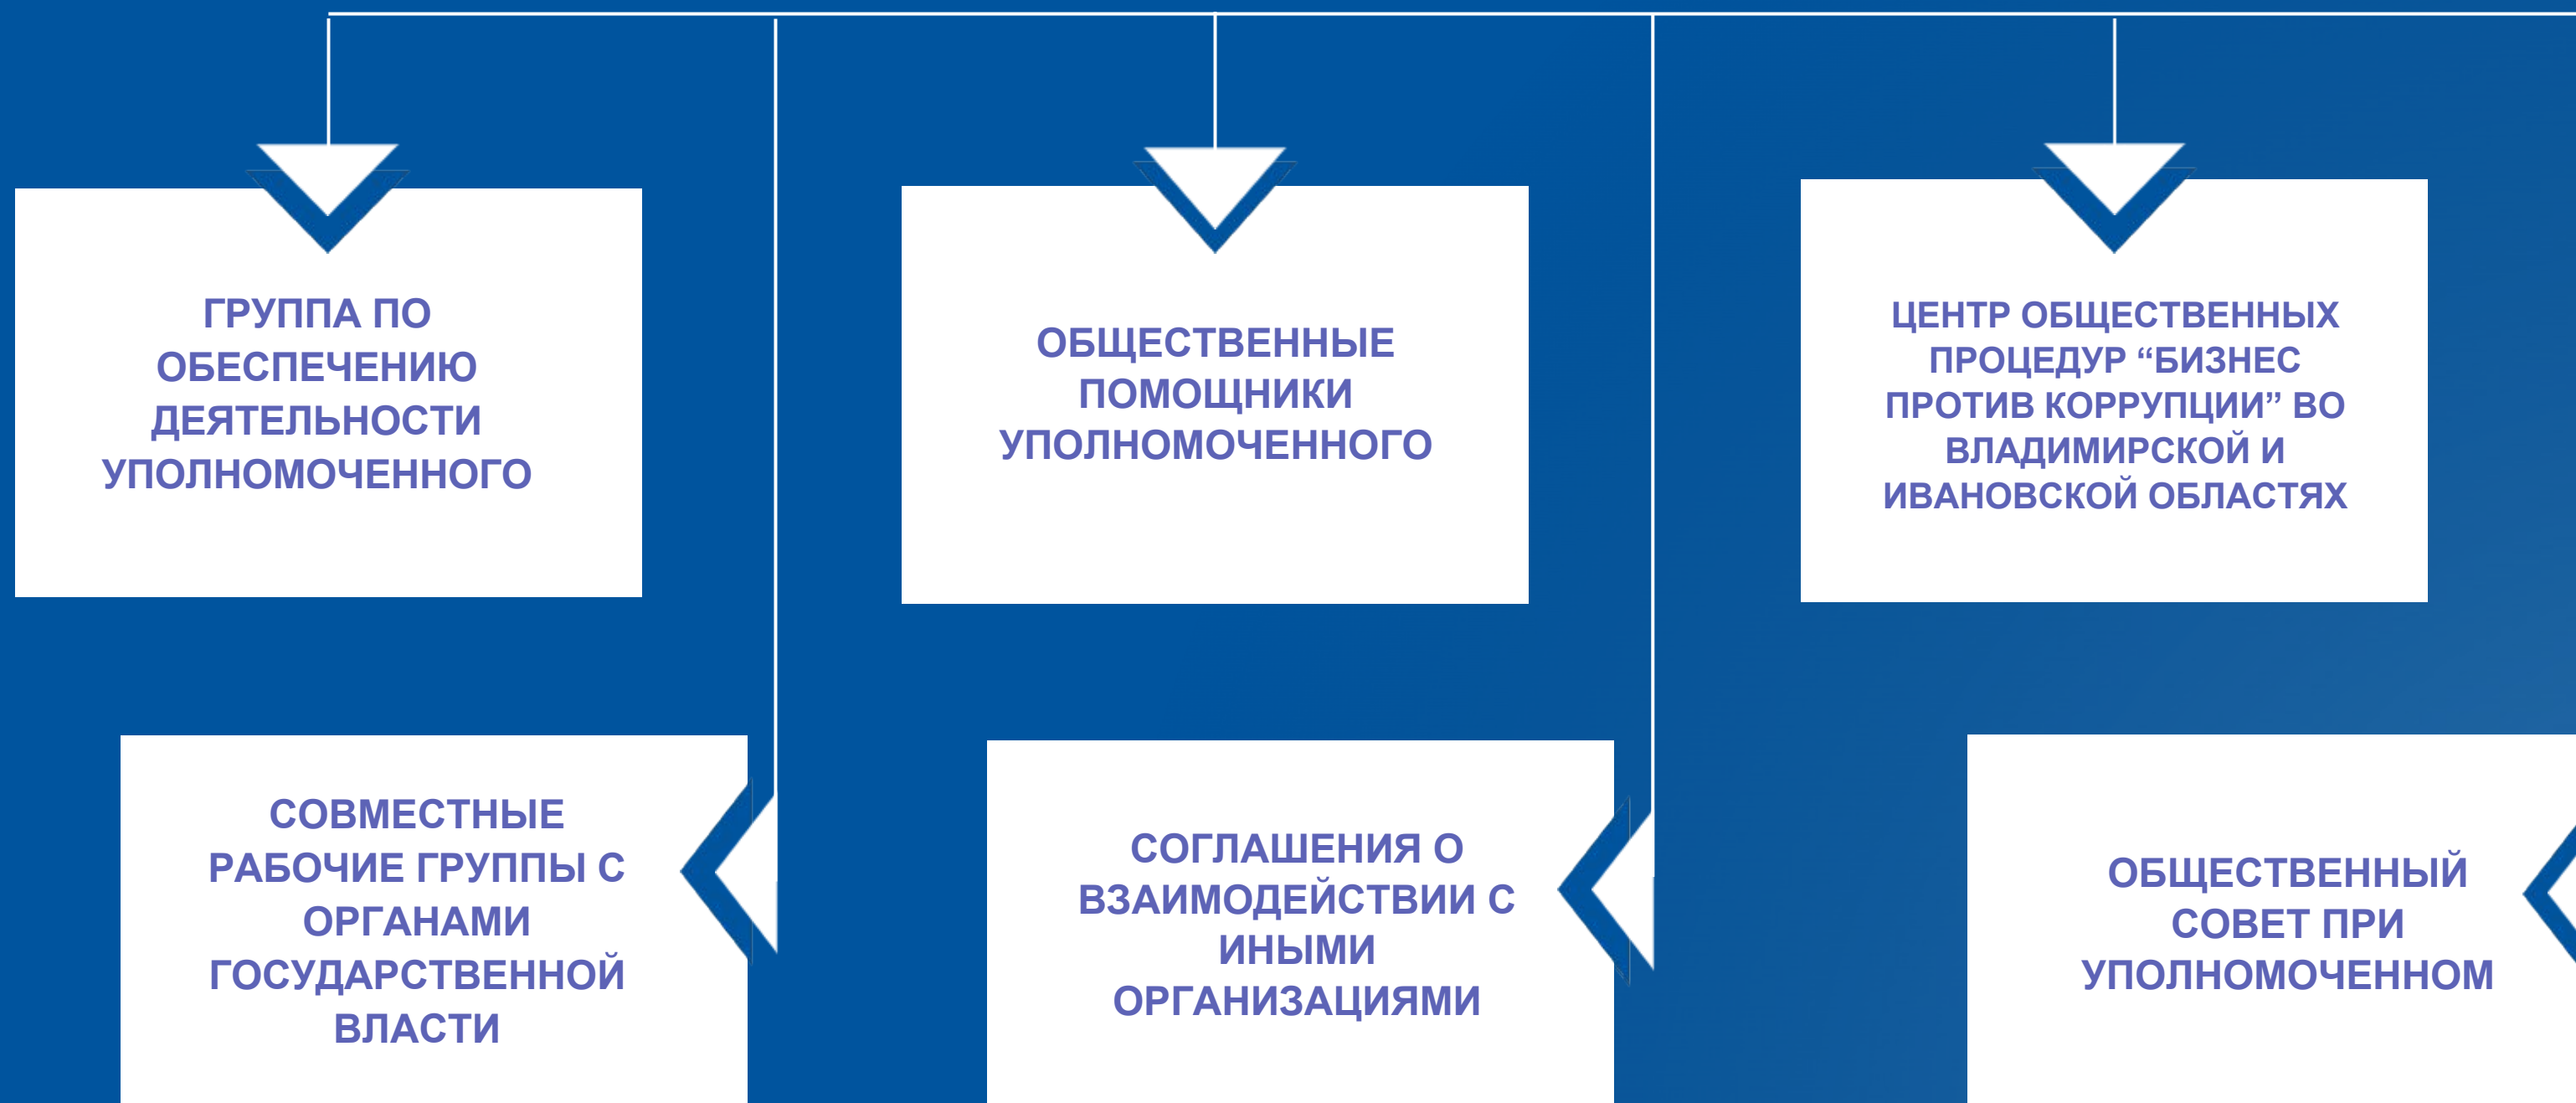 ГРУППА ПО
ОБЕСПЕЧЕНИЮ
ДЕЯТЕЛЬНОСТИ
УПОЛНОМОЧЕННОГО
ОБЩЕСТВЕННЫЕ
ПОМОЩНИКИ
УПОЛНОМОЧЕННОГО
ЦЕНТР ОБЩЕСТВЕННЫХ
ПРОЦЕДУР “БИЗНЕС
ПРОТИВ КОРРУПЦИИ” ВО
ВЛАДИМИРСКОЙ И
ИВАНОВСКОЙ ОБЛАСТЯХ
СОВМЕСТНЫЕ
РАБОЧИЕ ГРУППЫ С
ОРГАНАМИ
ГОСУДАРСТВЕННОЙ
ВЛАСТИ
СОГЛАШЕНИЯ О
ВЗАИМОДЕЙСТВИИ С
ИНЫМИ
ОРГАНИЗАЦИЯМИ
ОБЩЕСТВЕННЫЙ
СОВЕТ ПРИ
УПОЛНОМОЧЕННОМ